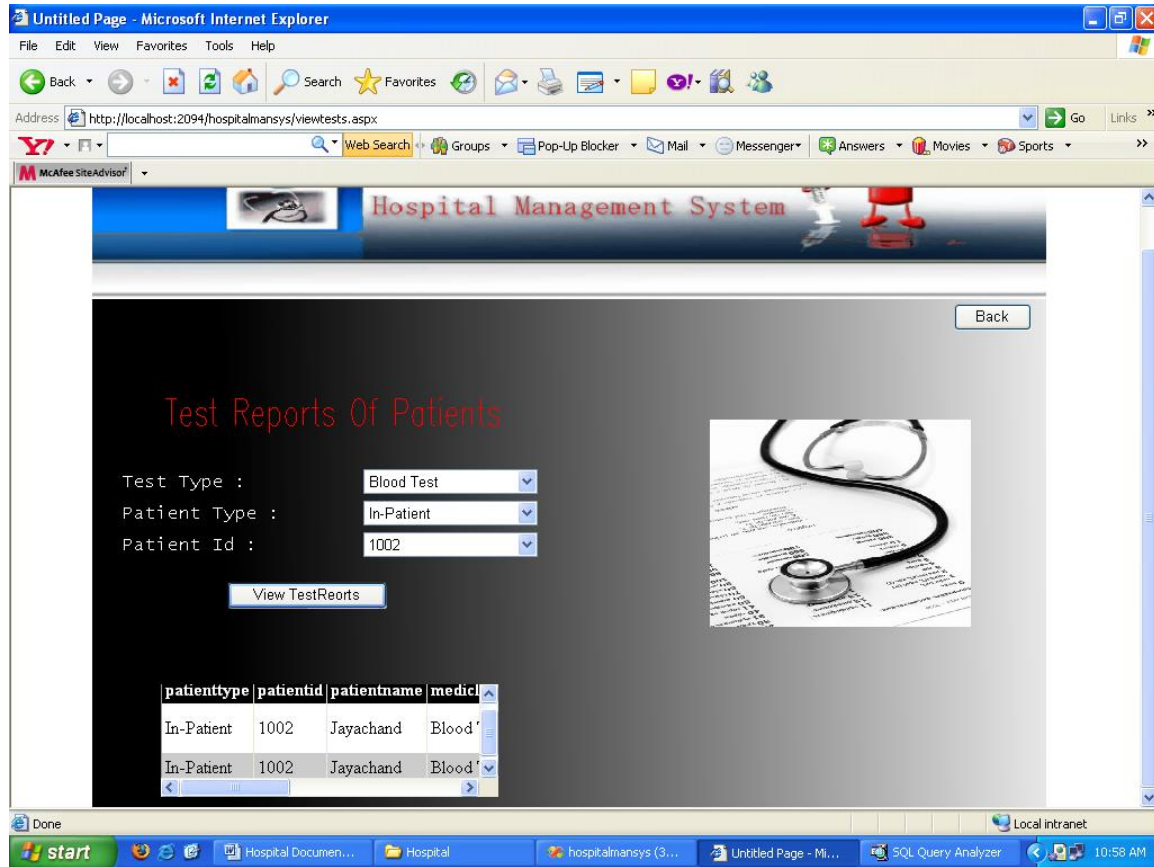 Untitled Page - Microsoft Internet Explorer
File Edit View Favorites Tools Help
Back Search Favorites
Address http://localhost:2094/hospitalmansys/viewtests.aspx Go Links
Y! Web Search Groups Pop-Up Blocker Mail Messenger Answers Movies Sports
McAfee SiteAdvisor
Hospital Management System
Back
Test Reports Of Patients
Test Type : Blood Test
Patient Type : In-Patient
Patient Id : 1002
View TestReorts
patienttype patientid patientname
In-Patient 1002 Jayachand Blood
In-Patient 1002 Jayachand Blood
Done Local intranet
start Hospital Documen... Hospital hospitalmansys (3... Untitled Page - Mi... SQL Query Analyzer 10:58 AM